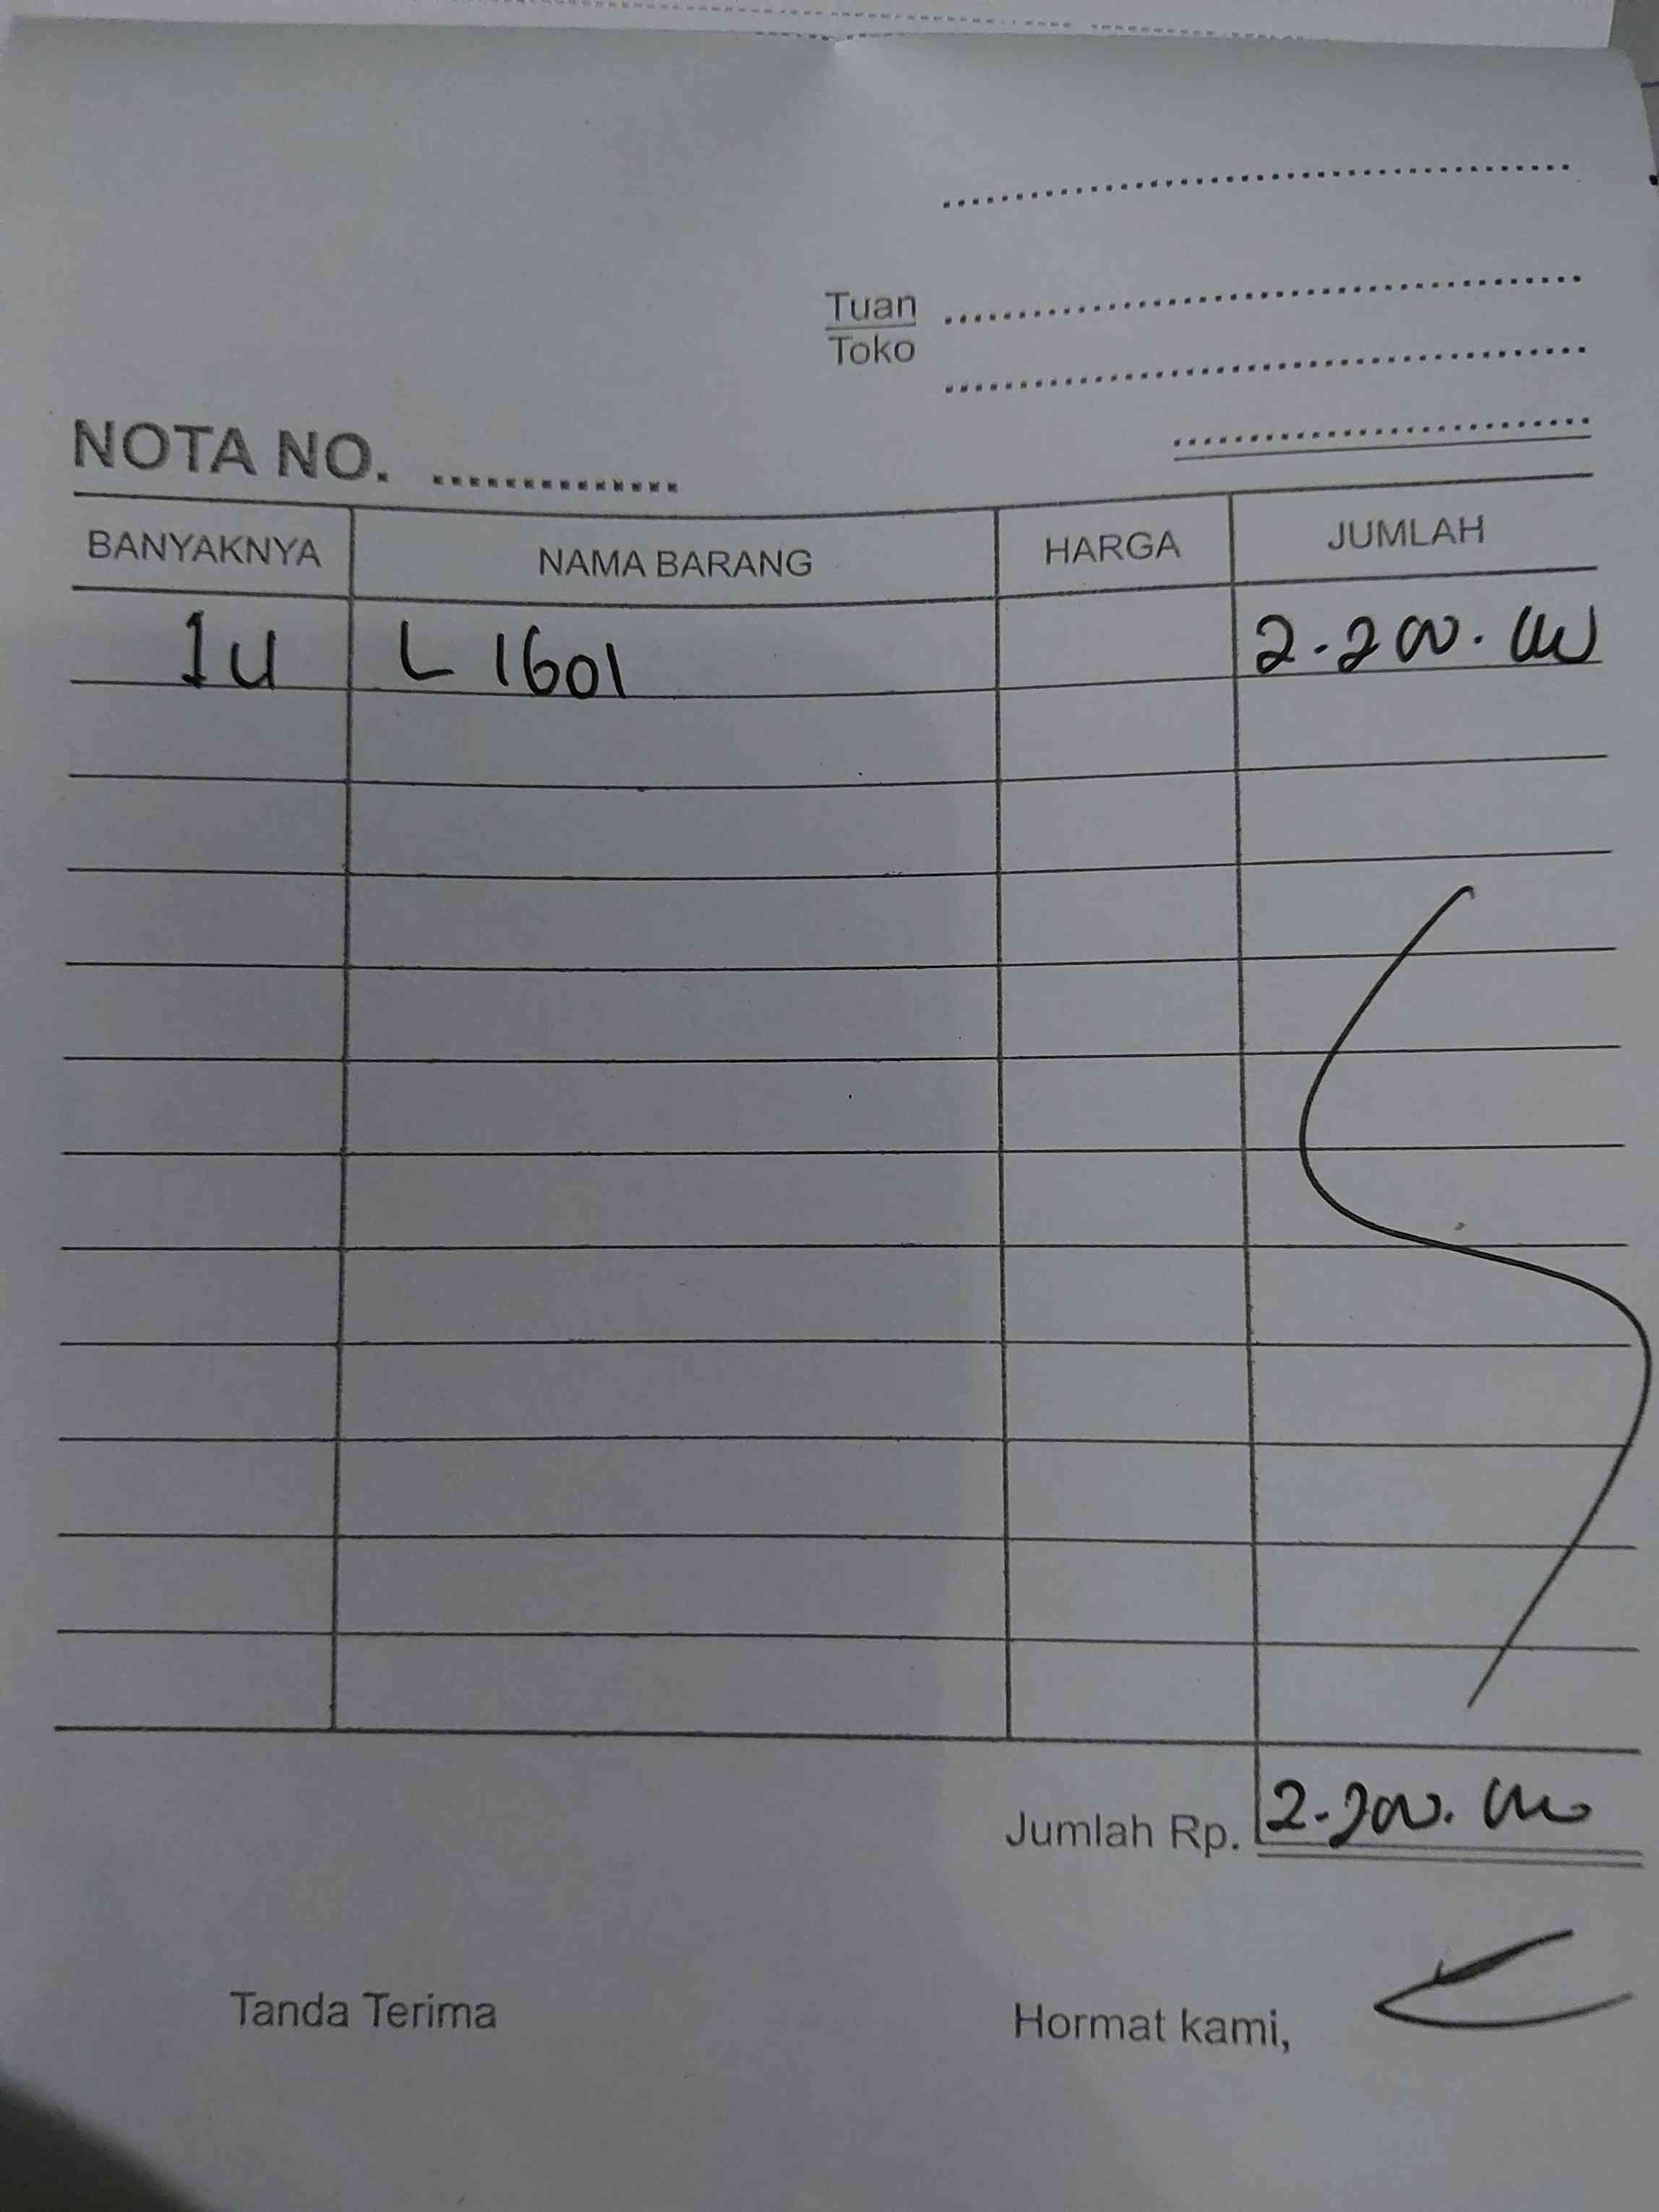 Tuan
Toko
NOTA NO. ..............
BANYAKNYA NAMA BARANG HARGA JUMLAH
1 U L 1601 2.200.000
Jumlah Rp. 2.200.000
Tanda Terima Hormat kami,